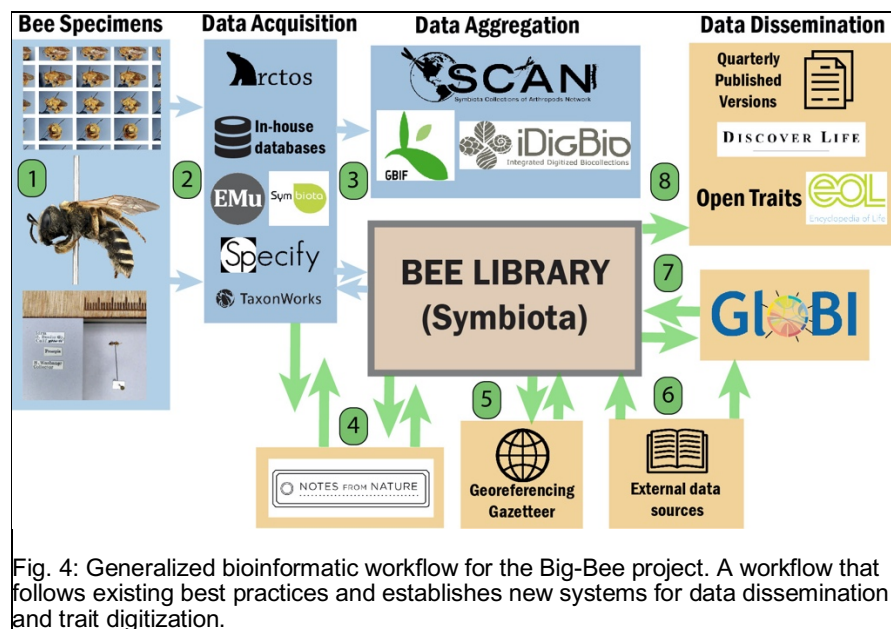 Bee Specimens
Data Acquisition
Data Aggregation
Data Dissemination
1
2
3
8
Arctos
In-house
databases
EMu
Symbiota
Specify
TaxonWorks
SCAN
Symbiota Collections of Arthropods Network
GBIF
iDigBio
Integrated Digitized Biocollections
Quarterly
Published
Versions
DISCOVER LIFE
Open Traits
eol
Encyclopedia of Life
BEE LIBRARY
(Symbiota)
7
GloBI
4
NOTES FROM NATURE
5
Georeferencing
Gazetteer
6
External data
sources
Fig. 4: Generalized bioinformatic workflow for the Big-Bee project. A workflow that
follows existing best practices and establishes new systems for data dissemination
and trait digitization.